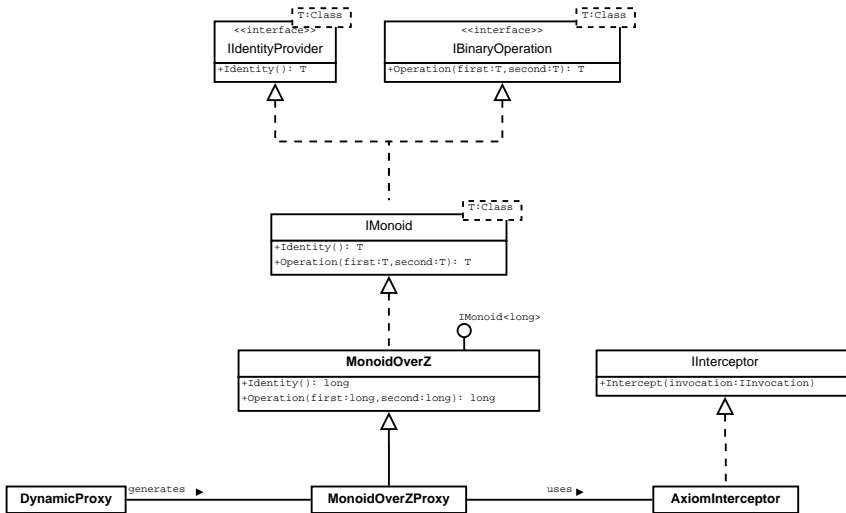 T:Class
<<interface>>
IIdentityProvider
+Identity(): T
T:Class
<<interface>>
IBinaryOperation
+Operation(first:T,second:T): T
T:Class
IMonoid
+Identity(): T
+Operation(first:T,second:T): T
IMonoid<long>
MonoidOverZ
+Identity(): long
+Operation(first:long,second:long): long
IInterceptor
+Intercept(invocation:IInvocation)
DynamicProxy
generates
MonoidOverZProxy
uses
AxiomInterceptor